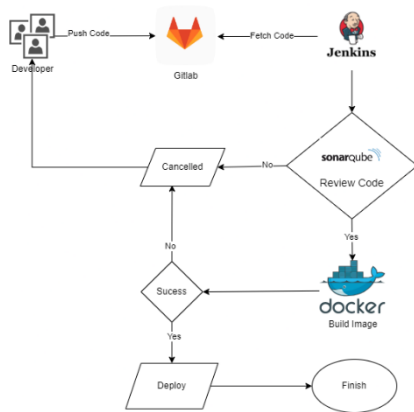 Push Code
Fetch Code
Developer
Gitlab
Jenkins
sonarqube
Review Code
No
Cancelled
Yes
No
docker
Build Image
Sucess
Yes
Deploy
Finish